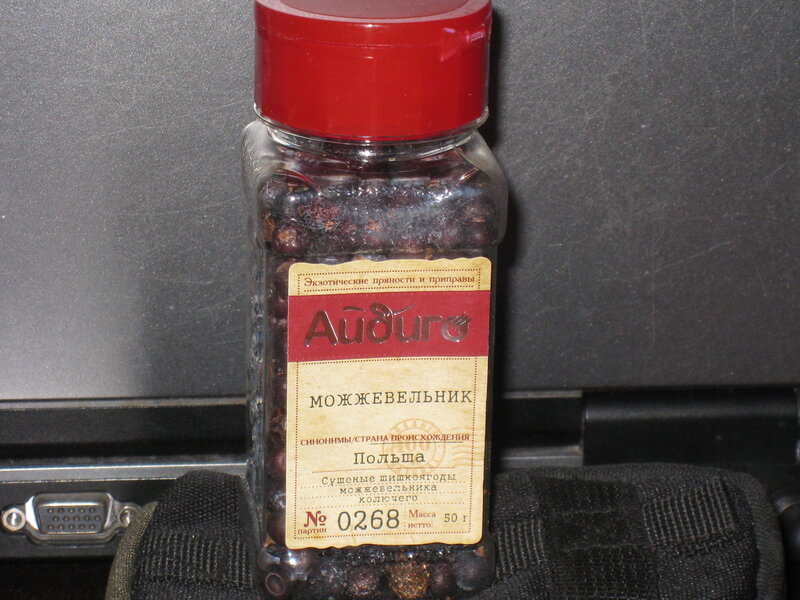 Экзотические пряности и приправы
Айдиго
МОЖЖЕВЕЛЬНИК
СИНОНИМЫ/СТРАНА ПРОИСХОЖДЕНИЯ
Польша
Сушеные шишкоягоды
можжевельника
колючего
№ партии 0268 Масса нетто: 50 г